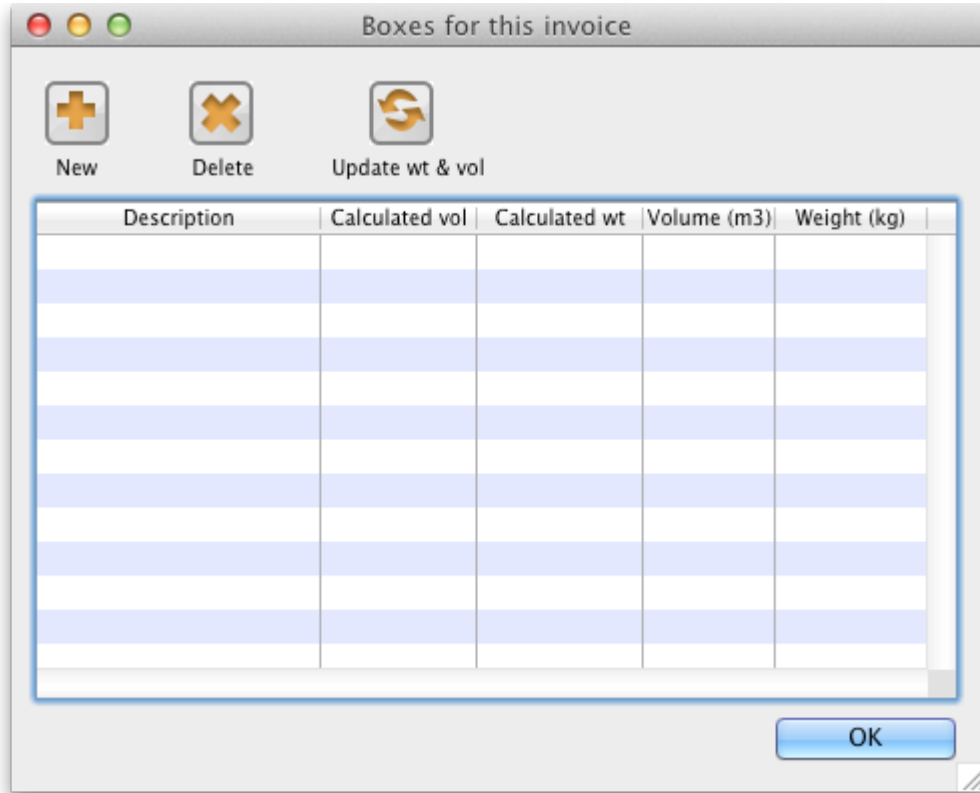 Boxes for this invoice
New Delete Update wt & vol
Description Calculated vol Calculated wt Volume (m3) Weight (kg)
OK